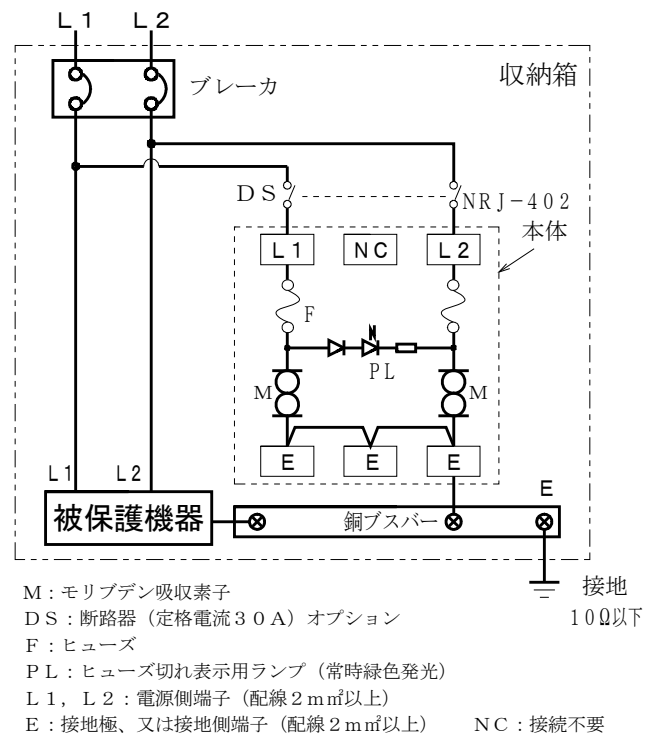 L1 L2
収納箱
ブレーカ
DS
NRJ-402
本体
L1 NC L2
F
PL
M M
E E E
L1 L2 E
被保護機器 銅ブスバー
接地
10Ω以下
M:モリブデン吸収素子
DS:断路器(定格電流30A)オプション
F:ヒューズ
PL:ヒューズ切れ表示用ランプ(常時緑色発光)
L1,L2:電源側端子(配線2mm²以上)
E:接地極、又は接地側端子(配線2mm²以上) NC:接続不要